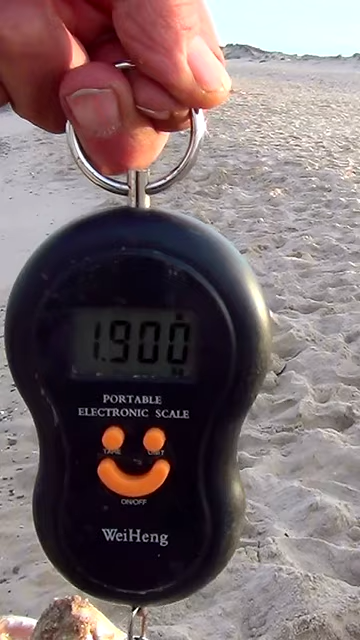 1.900
PORTABLE
ELECTRONIC SCALE
TARE UNIT
ON/OFF
WeiHeng